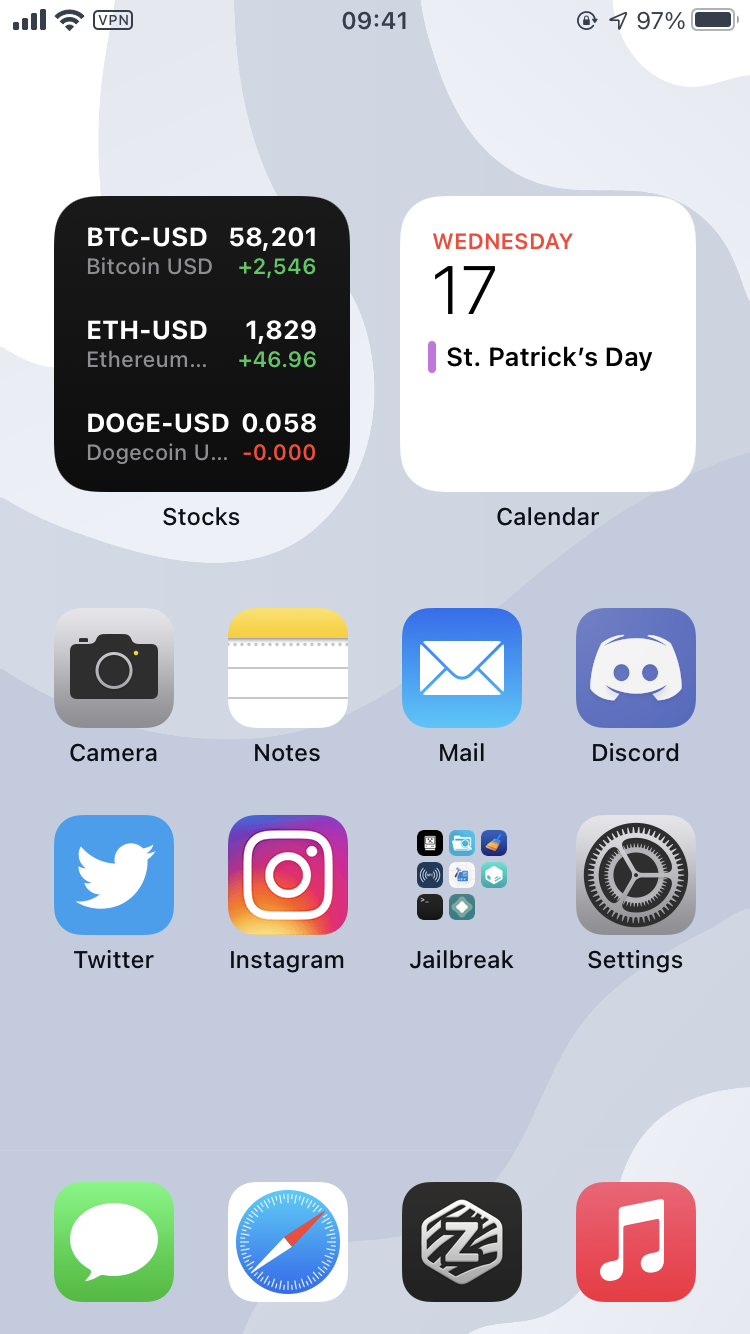 VPN 09:41 97%
BTC-USD 58,201
Bitcoin USD +2,546
ETH-USD 1,829
Ethereum... +46.96
DOGE-USD 0.058
Dogecoin U... -0.000
Stocks
WEDNESDAY
17
St. Patrick's Day
Calendar
Camera Notes Mail Discord
Twitter Instagram Jailbreak Settings
Z